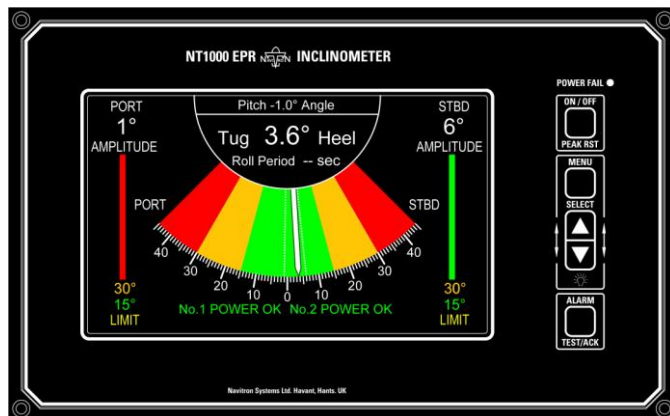 NT1000 EPR NAVTRON INCLINOMETER
POWER FAIL
ON / OFF
PEAK RST
MENU
SELECT
ALARM
TEST/ACK
PORT
1°
AMPLITUDE
Pitch -1.0° Angle
Tug 3.6° Heel
Roll Period -- sec
STBD
6°
AMPLITUDE
PORT
STBD
40
30
20
10
0
10
20
30
40
30°
15°
LIMIT
No.1 POWER OK No.2 POWER OK
30°
15°
LIMIT
Navitron Systems Ltd. Havant, Hants. UK